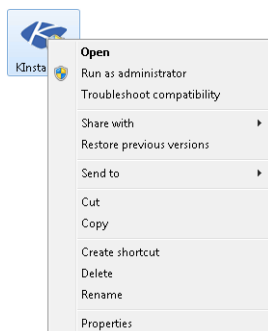 KInsta
Open
Run as administrator
Troubleshoot compatibility
Share with
Restore previous versions
Send to
Cut
Copy
Create shortcut
Delete
Rename
Properties